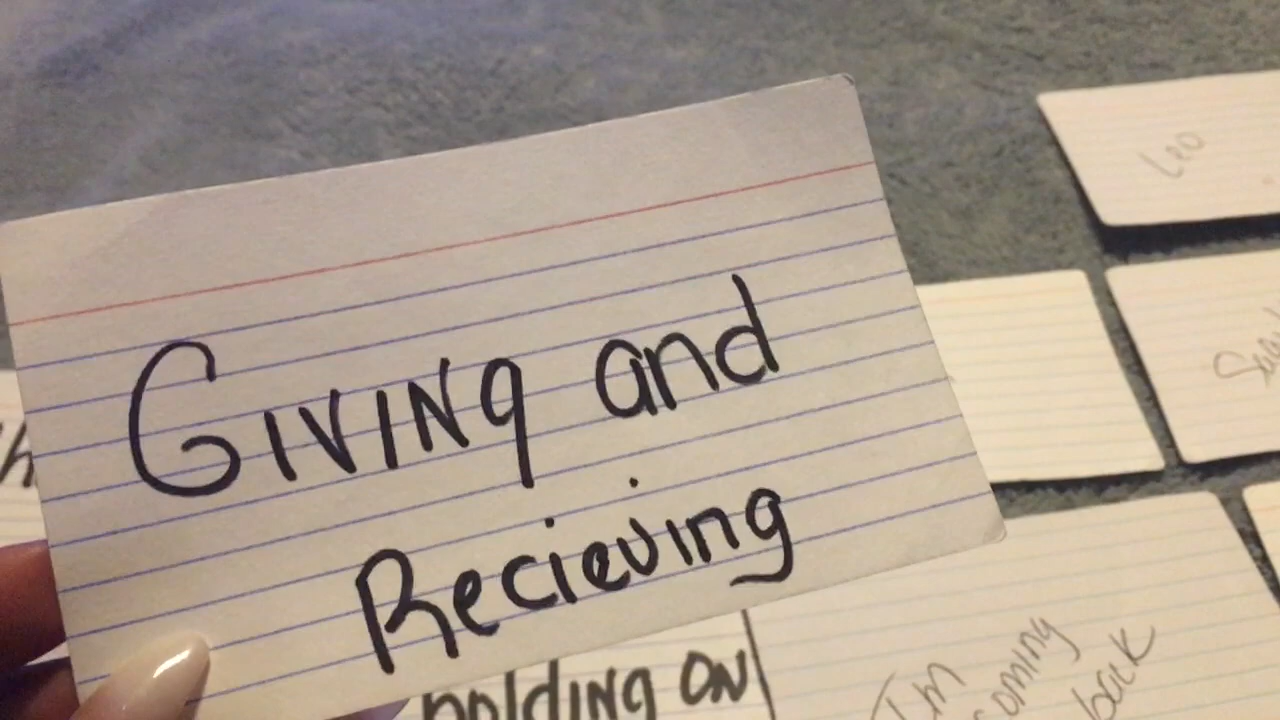 GIVINg and
Recieving
Leo
holding ON
I'm
coming
back